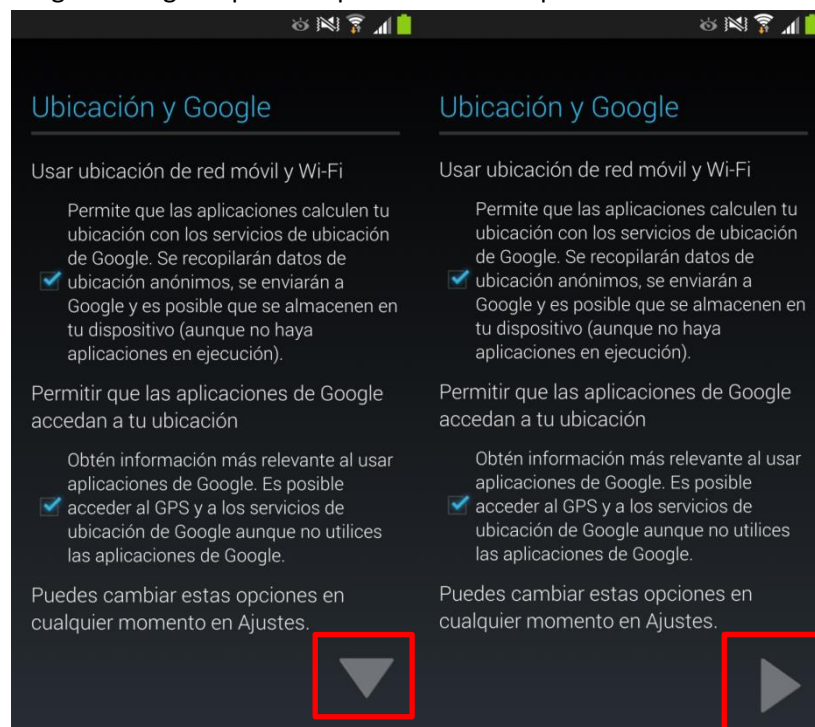 Ubicación y Google
Usar ubicación de red móvil y Wi-Fi
Permite que las aplicaciones calculen tu
ubicación con los servicios de ubicación
de Google. Se recopilarán datos de
ubicación anónimos, se enviarán a
Google y es posible que se almacenen en
tu dispositivo (aunque no haya
aplicaciones en ejecución).
Permitir que las aplicaciones de Google
accedan a tu ubicación
Obtén información más relevante al usar
aplicaciones de Google. Es posible
acceder al GPS y a los servicios de
ubicación de Google aunque no utilices
las aplicaciones de Google.
Puedes cambiar estas opciones en
cualquier momento en Ajustes.
Ubicación y Google
Usar ubicación de red móvil y Wi-Fi
Permite que las aplicaciones calculen tu
ubicación con los servicios de ubicación
de Google. Se recopilarán datos de
ubicación anónimos, se enviarán a
Google y es posible que se almacenen en
tu dispositivo (aunque no haya
aplicaciones en ejecución).
Permitir que las aplicaciones de Google
accedan a tu ubicación
Obtén información más relevante al usar
aplicaciones de Google. Es posible
acceder al GPS y a los servicios de
ubicación de Google aunque no utilices
las aplicaciones de Google.
Puedes cambiar estas opciones en
cualquier momento en Ajustes.